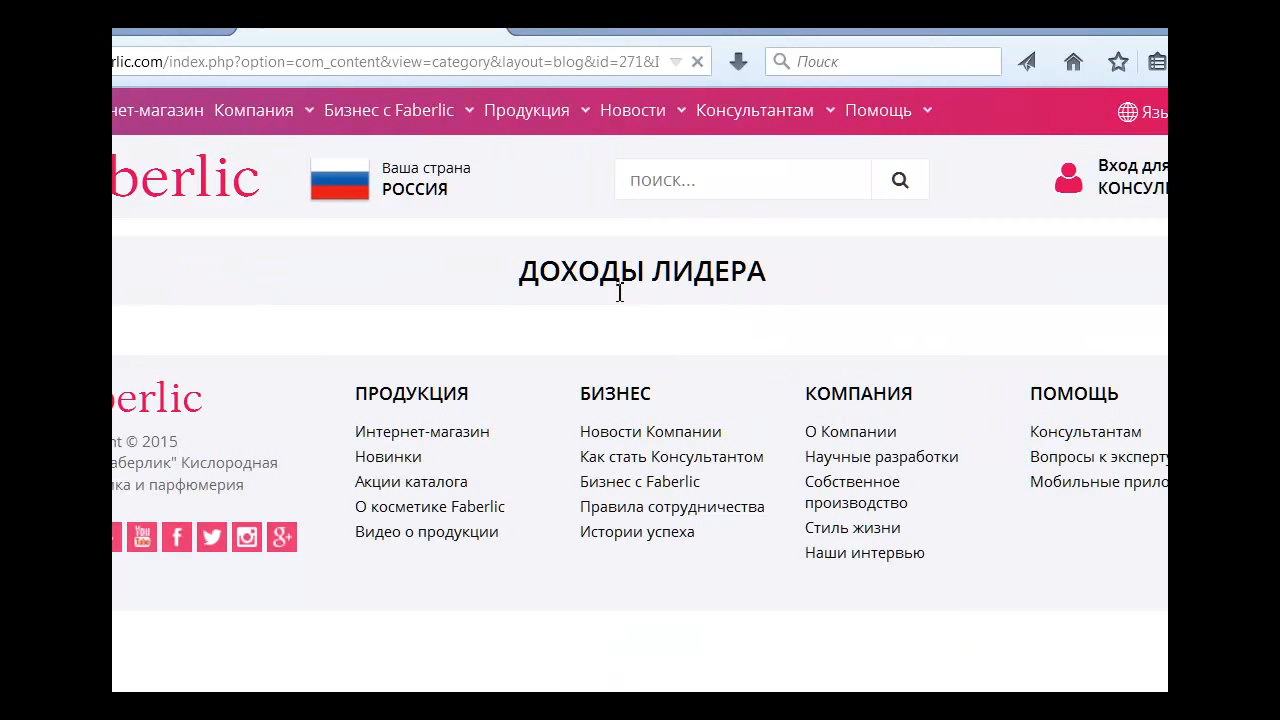 rlic.com/index.php?option=com_content&view=category&layout=blog&id=271&I
Поиск
нет-магазин Компания Бизнес с Faberlic Продукция Новости Консультантам Помощь Язы
berlic
Ваша страна
РОССИЯ
поиск...
Вход для
КОНСУЛ
ДОХОДЫ ЛИДЕРА
berlic
nt © 2015
аберлик" Кислородная
ика и парфюмерия
You
Tube
ПРОДУКЦИЯ
Интернет-магазин
Новинки
Акции каталога
О косметике Faberlic
Видео о продукции
БИЗНЕС
Новости Компании
Как стать Консультантом
Бизнес с Faberlic
Правила сотрудничества
Истории успеха
КОМПАНИЯ
О Компании
Научные разработки
Собственное
производство
Стиль жизни
Наши интервью
ПОМОЩЬ
Консультантам
Вопросы к эксперту
Мобильные прило